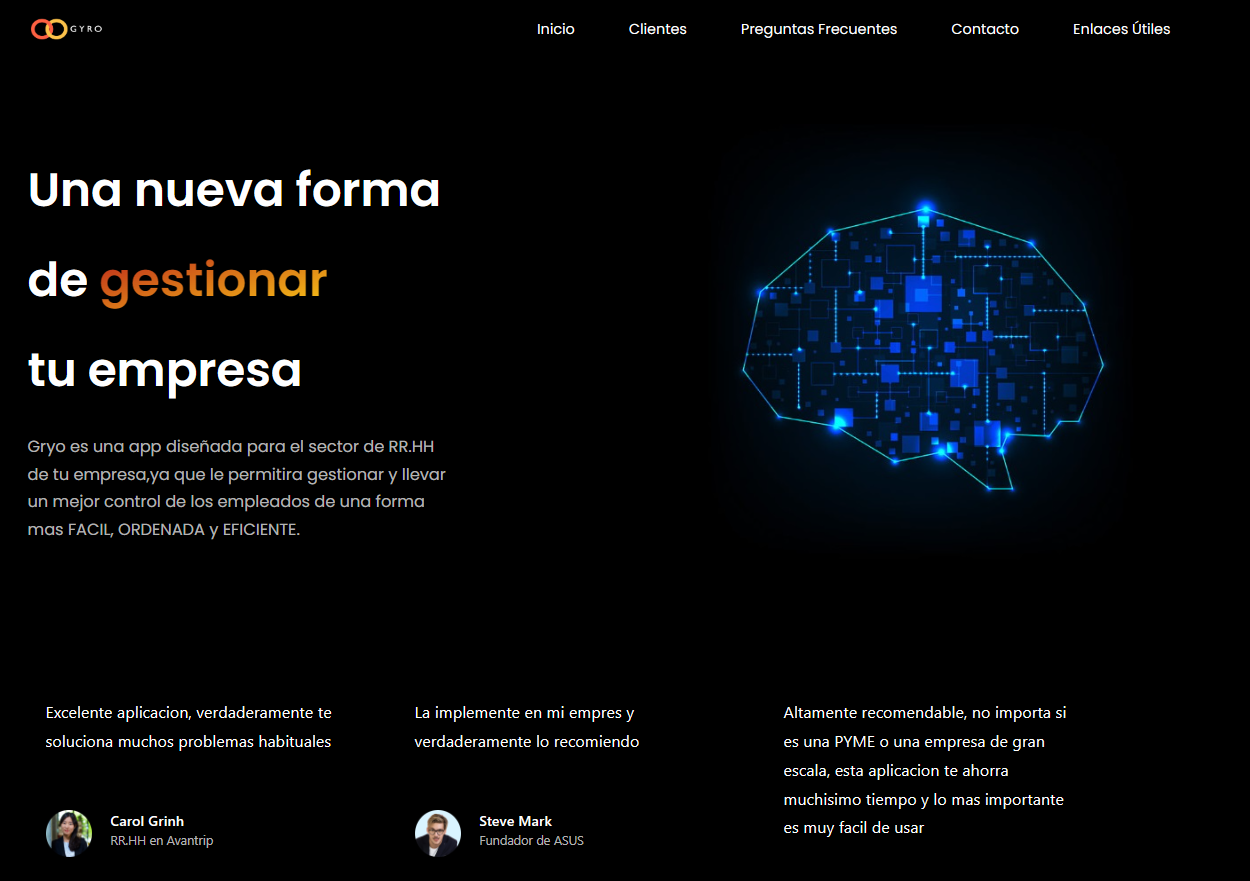 GYRO
Inicio
Clientes
Preguntas Frecuentes
Contacto
Enlaces Útiles
Una nueva forma
de gestionar
tu empresa
Gryo es una app diseñada para el sector de RR.HH
de tu empresa,ya que le permitira gestionar y llevar
un mejor control de los empleados de una forma
mas FACIL, ORDENADA y EFICIENTE.
Excelente aplicacion, verdaderamente te
soluciona muchos problemas habituales
Carol Grinh
RR.HH en Avantrip
La implemente en mi empres y
verdaderamente lo recomiendo
Steve Mark
Fundador de ASUS
Altamente recomendable, no importa si
es una PYME o una empresa de gran
escala, esta aplicacion te ahorra
muchisimo tiempo y lo mas importante
es muy facil de usar